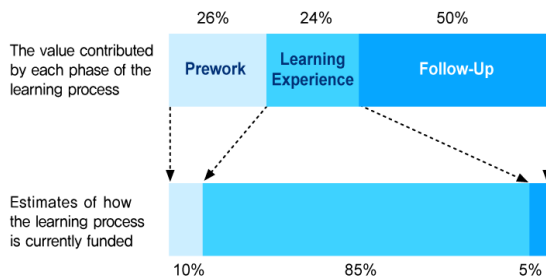 26% 24% 50%
The value contributed
by each phase of the
learning process
Prework
Learning
Experience
Follow-Up
Estimates of how
the learning process
is currently funded
10% 85% 5%